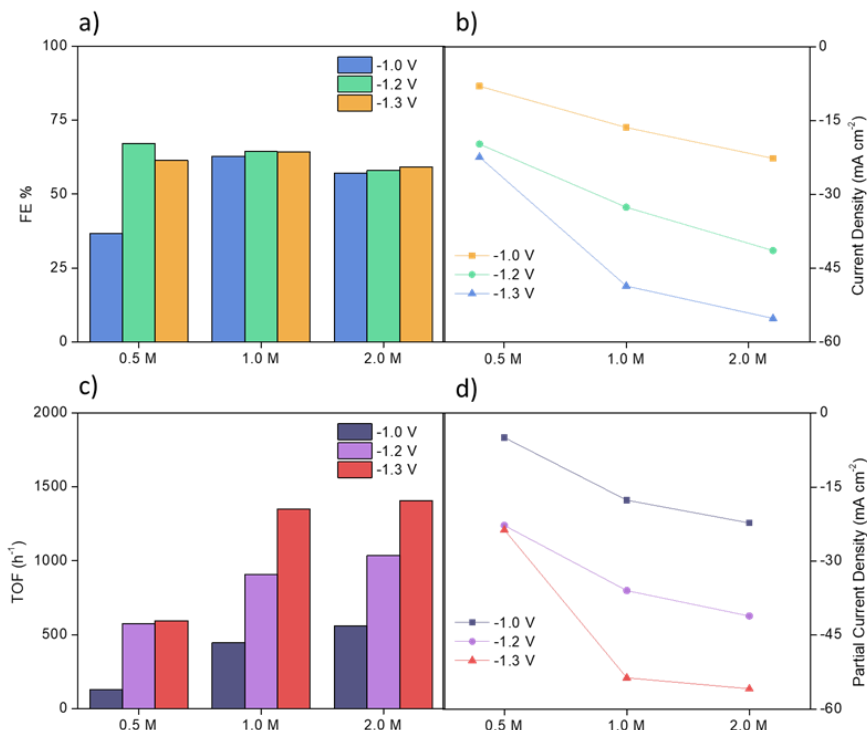 a)
100
75
50
25
0
FE %
-1.0 V
-1.2 V
-1.3 V
0.5 M
1.0 M
2.0 M
b)
0
-15
-30
-45
-60
Current Density (mA cm⁻²)
-1.0 V
-1.2 V
-1.3 V
0.5 M
1.0 M
2.0 M
c)
2000
1500
1000
500
0
TOF (h⁻¹)
-1.0 V
-1.2 V
-1.3 V
0.5 M
1.0 M
2.0 M
d)
0
-15
-30
-45
-60
Partial Current Density (mA cm⁻²)
-1.0 V
-1.2 V
-1.3 V
0.5 M
1.0 M
2.0 M